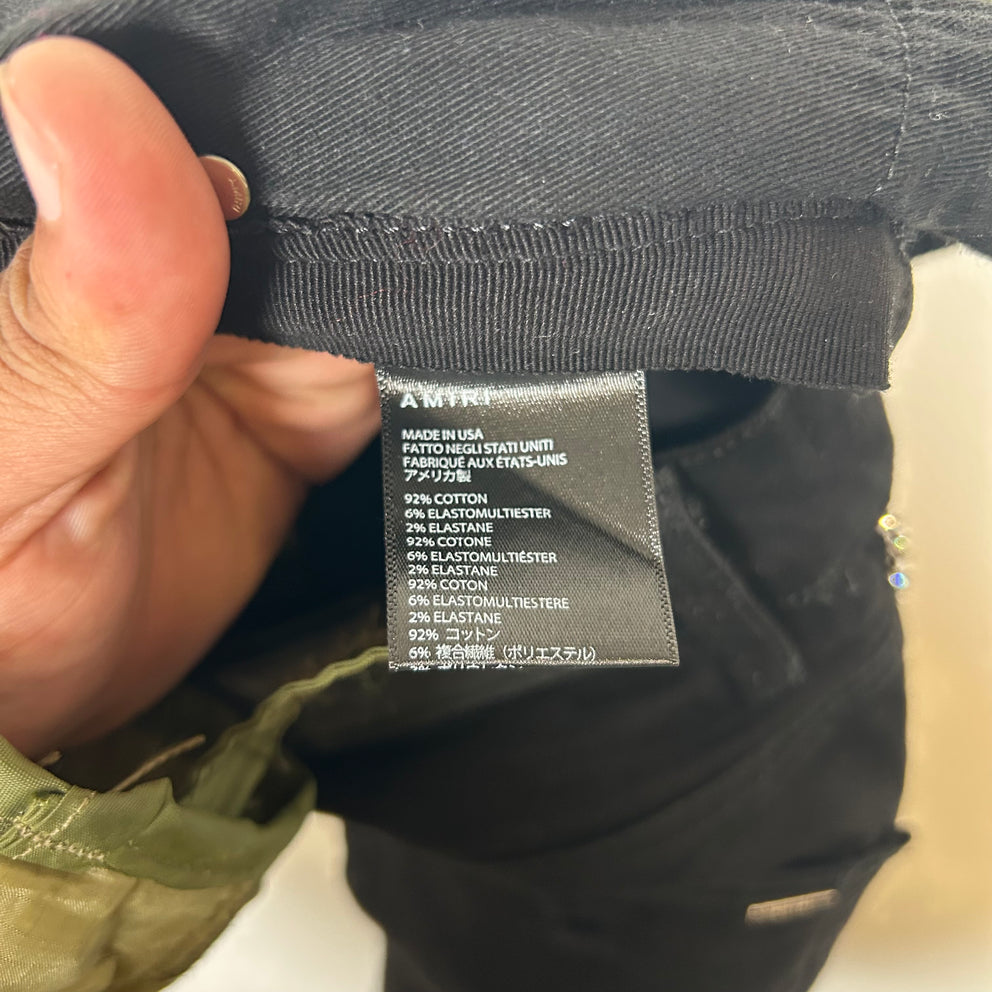 AMIRI
MADE IN USA
FATTO NEGLI STATI UNITI
FABRIQUÉ AUX ÉTATS-UNIS
アメリカ製
92% COTTON
6% ELASTOMULTIESTER
2% ELASTANE
92% COTONE
6% ELASTOMULTIÉSTER
2% ELASTANE
92% COTON
6% ELASTOMULTIESTERE
2% ELASTANE
92% コットン
6% 複合繊維（ポリエステル）